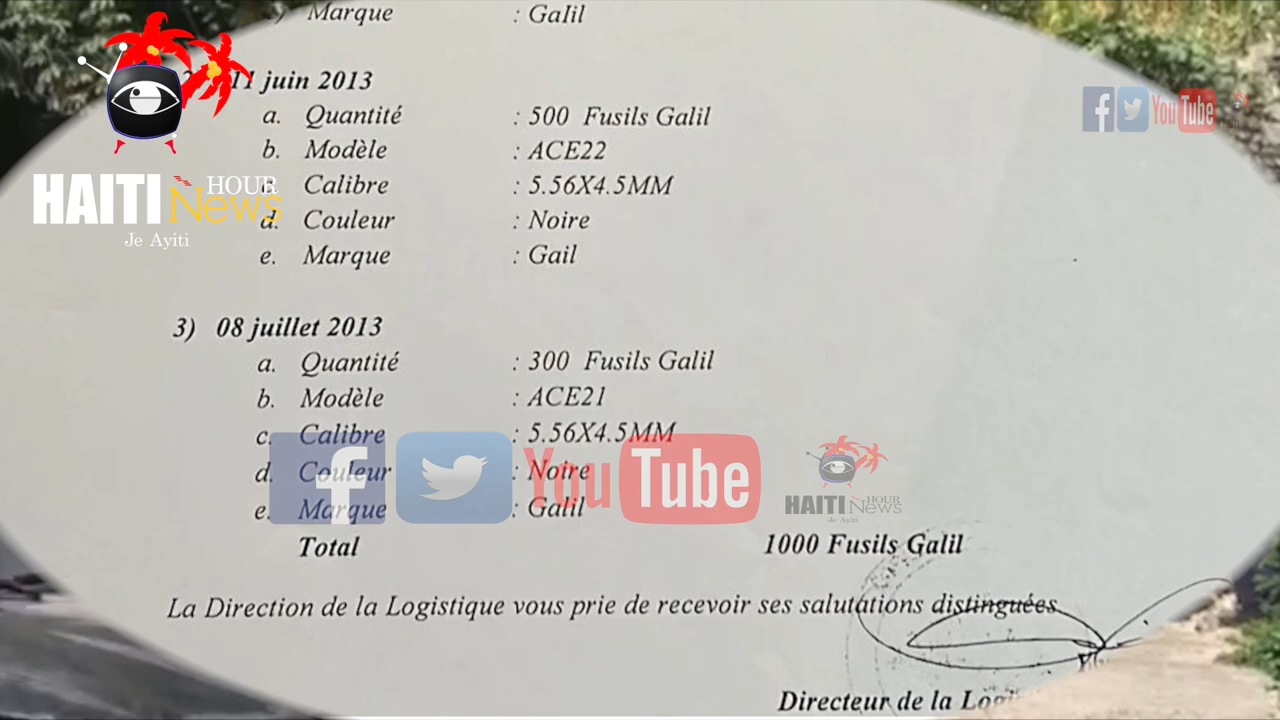 Marque : Galil
11 juin 2013
a. Quantité : 500 Fusils Galil
b. Modèle : ACE22
c. Calibre : 5.56X4.5MM
d. Couleur : Noire
e. Marque : Gail
3) 08 juillet 2013
a. Quantité : 300 Fusils Galil
b. Modèle : ACE21
c. Calibre : 5.56X4.5MM
d. Couleur : Noire
e. Marque : Galil
Total 1000 Fusils Galil
La Direction de la Logistique vous prie de recevoir ses salutations distinguées
Directeur de la
HAITI HOUR News
Je Ayiti
f YouTube
f YouTube
HAITI HOUR News
Je Ayiti